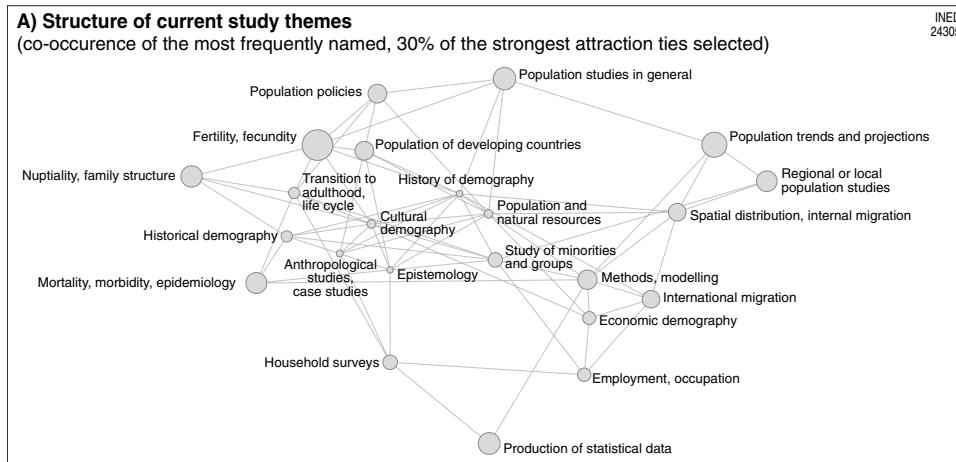 A) Structure of current study themes
(co-occurence of the most frequently named, 30% of the strongest attraction ties selected)
INED
24305
Population studies in general
Population policies
Fertility, fecundity
Population of developing countries
Population trends and projections
Nuptiality, family structure
Transition to
adulthood,
life cycle
History of demography
Regional or local
population studies
Cultural
demography
Population and
natural resources
Spatial distribution, internal migration
Historical demography
Study of minorities
and groups
Anthropological
studies,
case studies
Epistemology
Mortality, morbidity, epidemiology
Methods, modelling
International migration
Economic demography
Household surveys
Employment, occupation
Production of statistical data